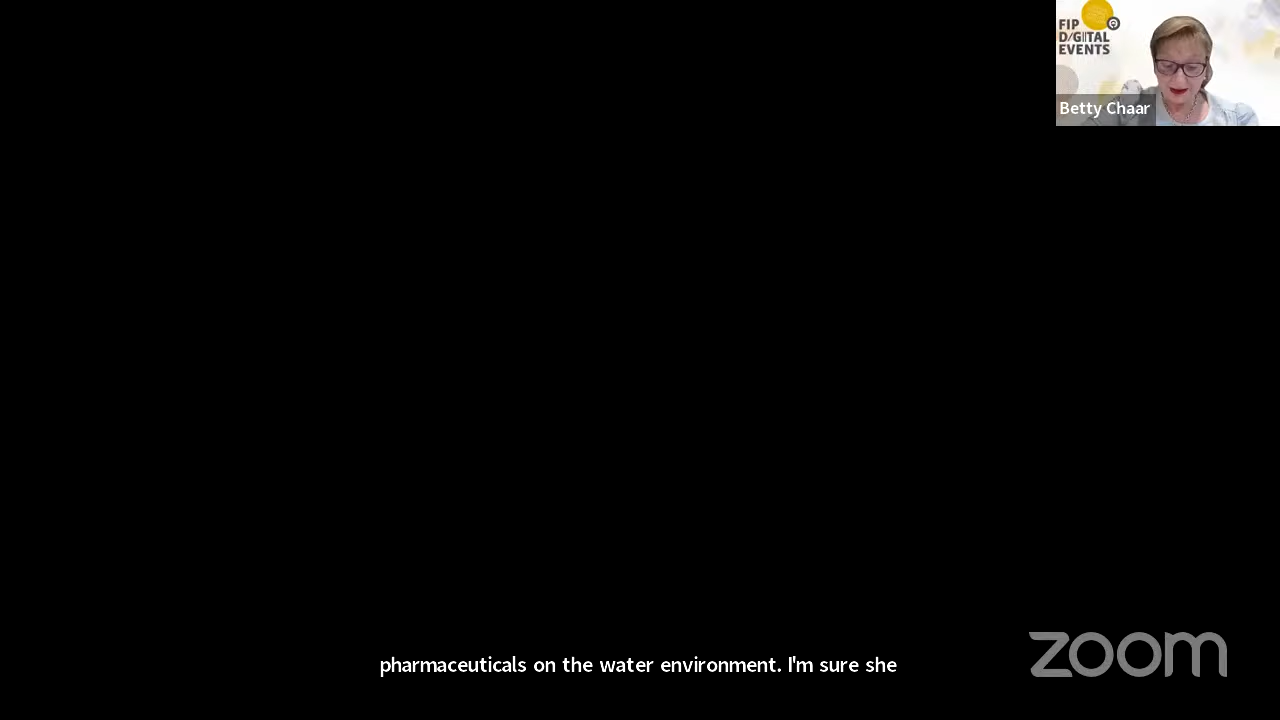 FIP
DIGITAL
EVENTS
Betty Chaar
pharmaceuticals on the water environment. I'm sure she
zoom